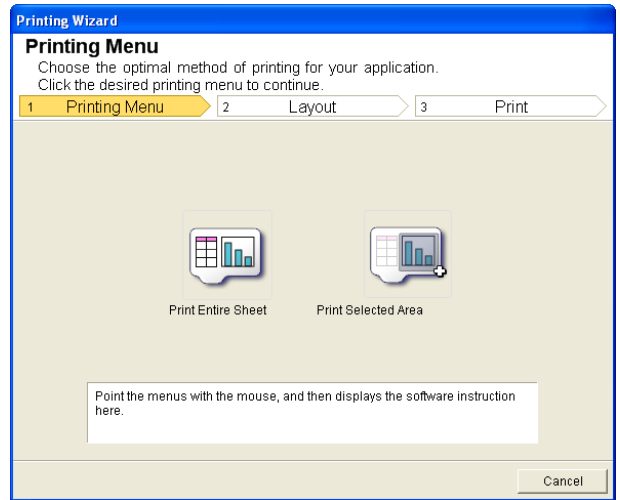 Printing Wizard
Printing Menu
Choose the optimal method of printing for your application.
Click the desired printing menu to continue.
1 Printing Menu 2 Layout 3 Print
Print Entire Sheet Print Selected Area
Point the menus with the mouse, and then displays the software instruction
here.
Cancel